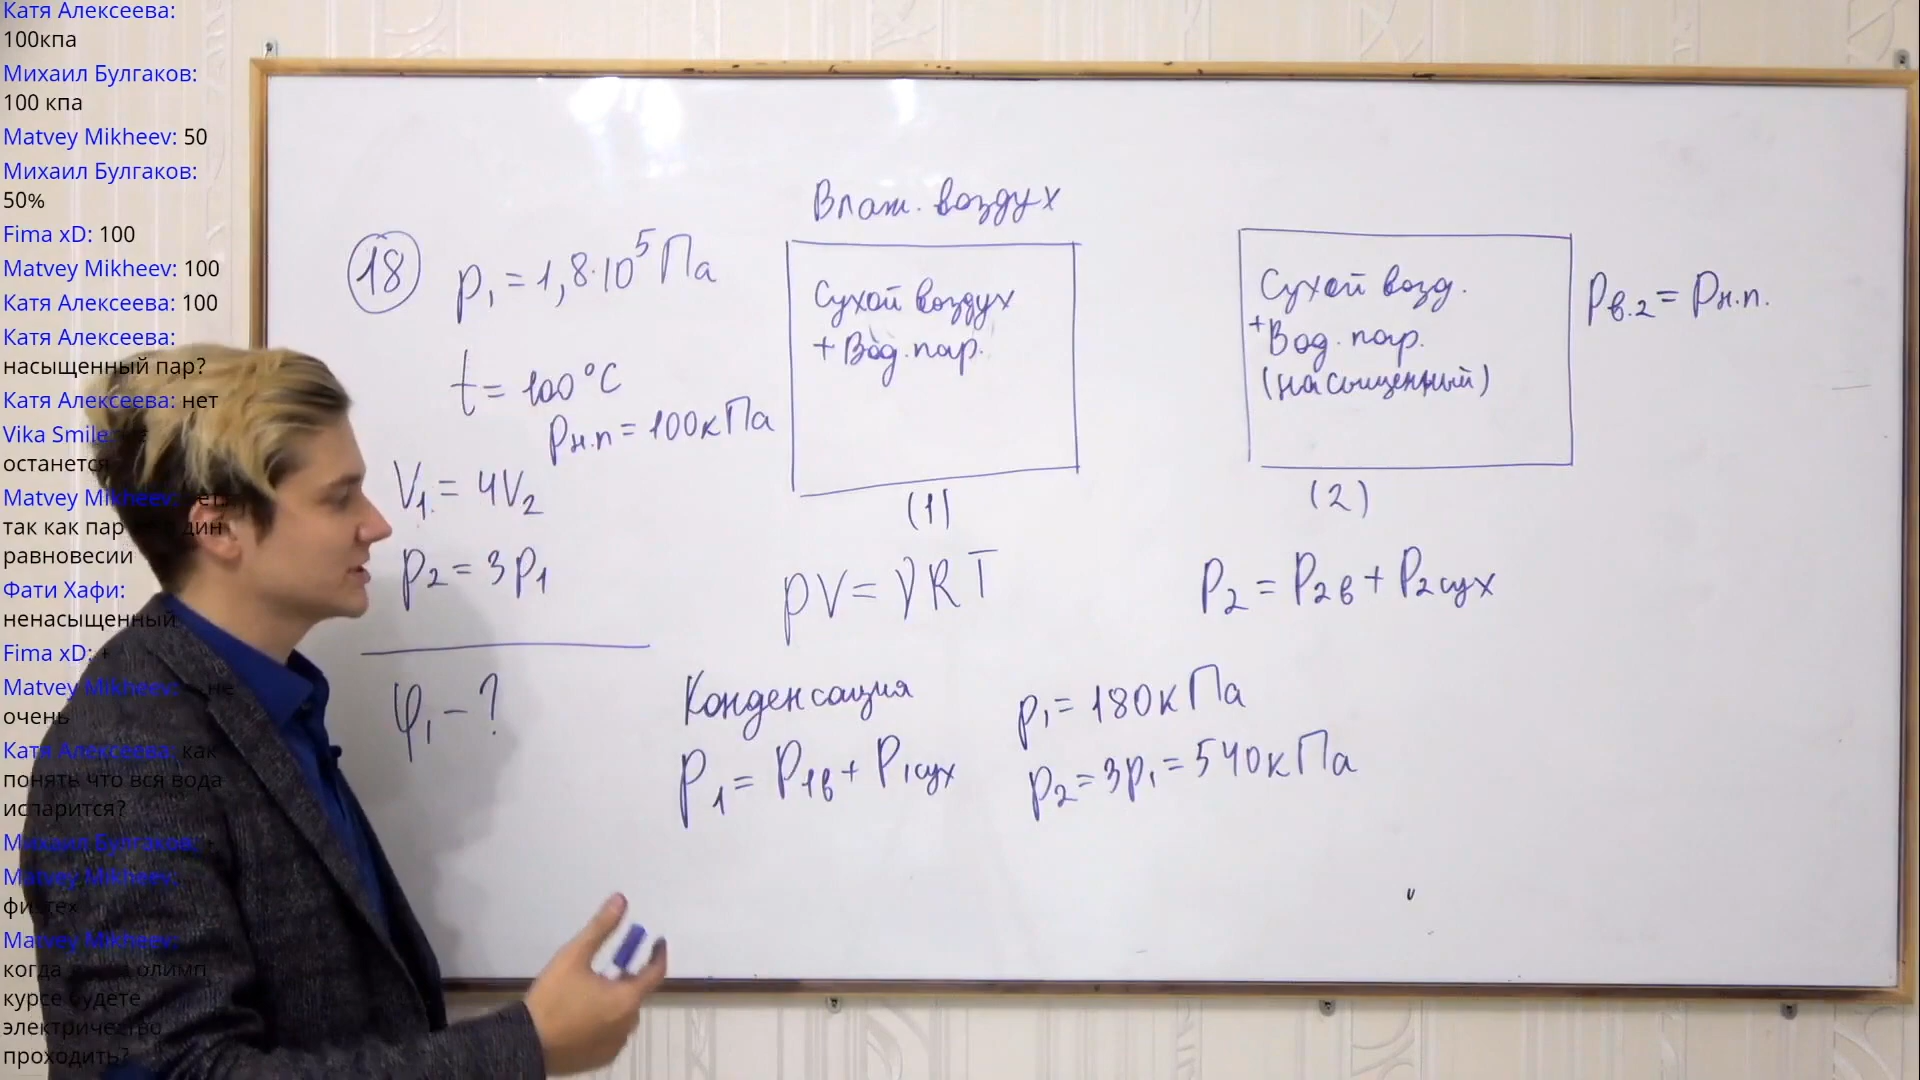 Катя Алексеева:
100кпа
Михаил Булгаков:
100 кпа
Matvey Mikheev: 50
Михаил Булгаков:
50%
Fima xD: 100
Matvey Mikheev: 100
Катя Алексеева: 100
Катя Алексеева:
насыщенный пар?
Катя Алексеева: нет
Vika Smile:
останется
Matvey Mikheev:
так как пар
равновесии
Фати Хафи:
ненасыщенный
Fima xD: +
Matvey Mikheev: не
очень
Катя Алексеева: как
понять что вся вода
испарится?
Михаил Булгаков: +
Matvey Mikheev:
физтех
Matvey Mikheev:
когда олимп
курсе будете
электричество
проходить?
18
p₁ = 1,8·10⁵ Па
t = 100°C
Pн.п = 100кПа
V₁ = 4V₂
p₂ = 3p₁
φ₁ - ?
Влаж. воздух
Сухой воздух
+ Вод. пар.
(1)
pV = νRT
Конденсация
P₁ = P₁в + P₁сух
p₁ = 180кПа
p₂ = 3p₁ = 540кПа
Сухой возд.
+ Вод. пар.
(насыщенный)
(2)
Pв.2 = Pн.п.
P₂ = P₂в + P₂сух